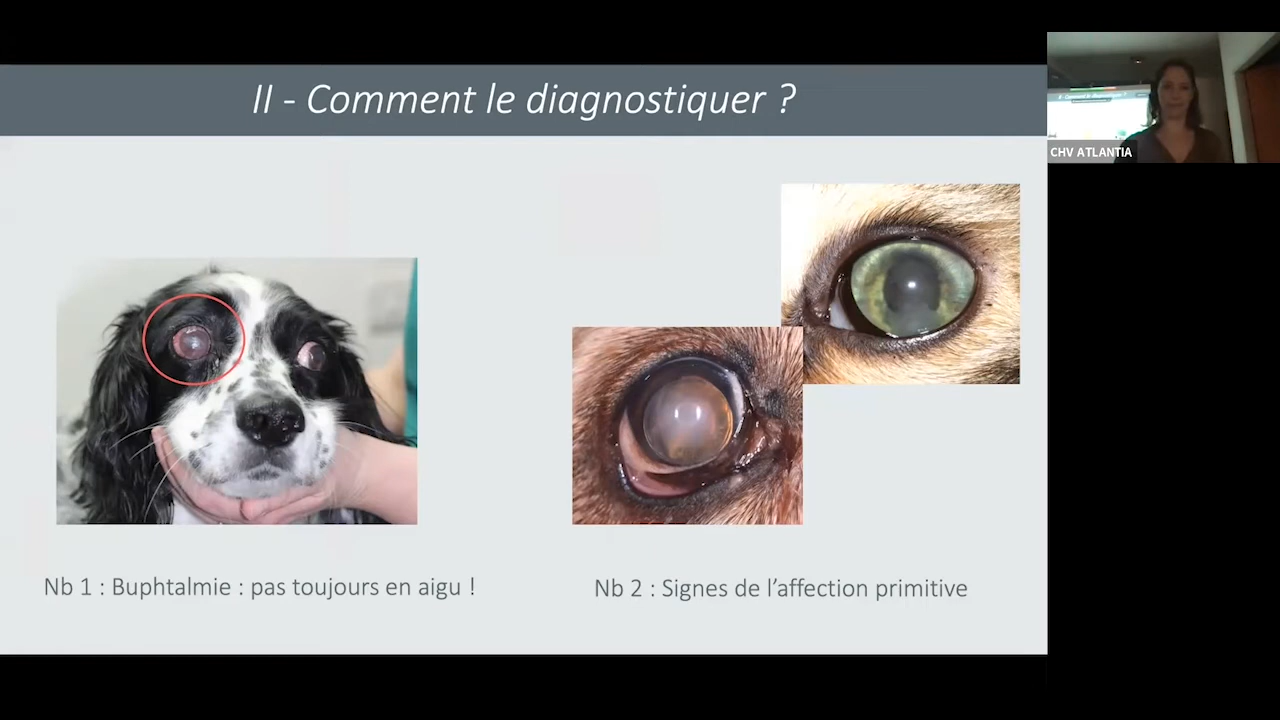 II - Comment le diagnostiquer ?
CHV ATLANTIA
Nb 1 : Buphtalmie : pas toujours en aigu !
Nb 2 : Signes de l’affection primitive